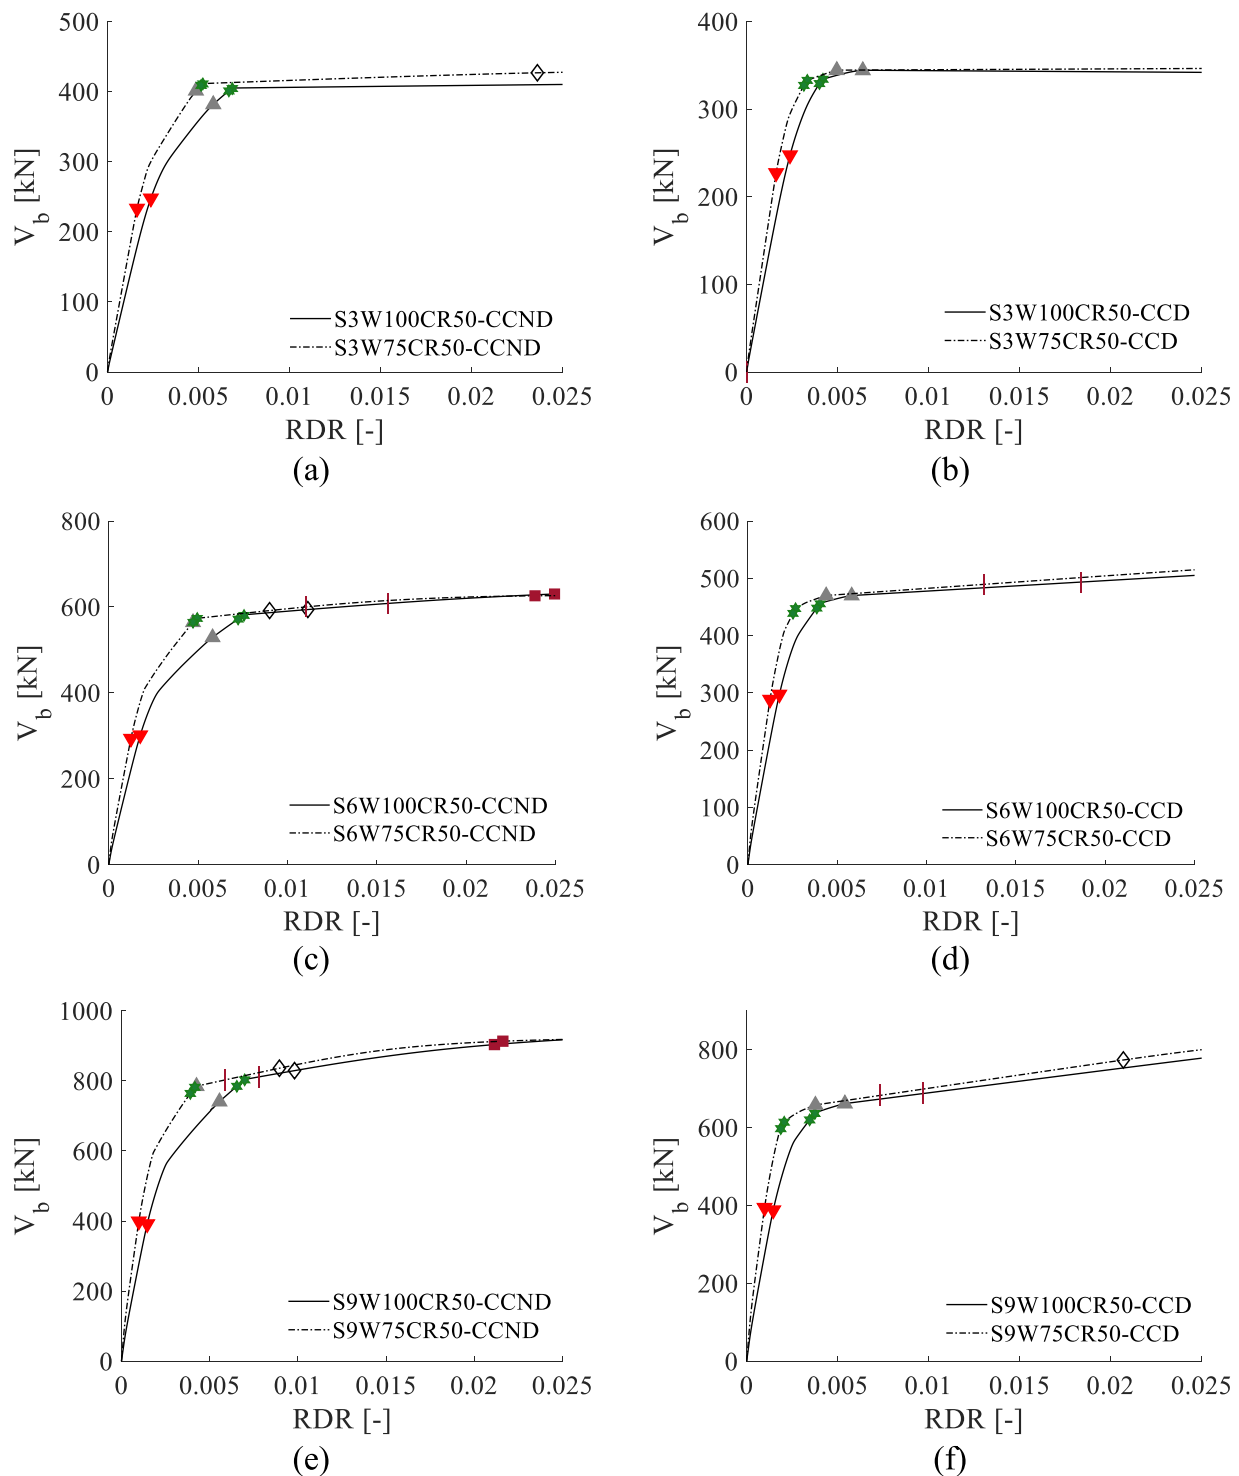 500
400
300
200
100
0
V_b [kN]
S3W100CR50-CCND
S3W75CR50-CCND
0 0.005 0.01 0.015 0.02 0.025
RDR [-]
(a)
400
300
200
100
0
V_b [kN]
S3W100CR50-CCD
S3W75CR50-CCD
0 0.005 0.01 0.015 0.02 0.025
RDR [-]
(b)
800
600
400
200
0
V_b [kN]
S6W100CR50-CCND
S6W75CR50-CCND
0 0.005 0.01 0.015 0.02 0.025
RDR [-]
(c)
600
500
400
300
200
100
0
V_b [kN]
S6W100CR50-CCD
S6W75CR50-CCD
0 0.005 0.01 0.015 0.02 0.025
RDR [-]
(d)
1000
800
600
400
200
0
V_b [kN]
S9W100CR50-CCND
S9W75CR50-CCND
0 0.005 0.01 0.015 0.02 0.025
RDR [-]
(e)
800
600
400
200
0
V_b [kN]
S9W100CR50-CCD
S9W75CR50-CCD
0 0.005 0.01 0.015 0.02 0.025
RDR [-]
(f)